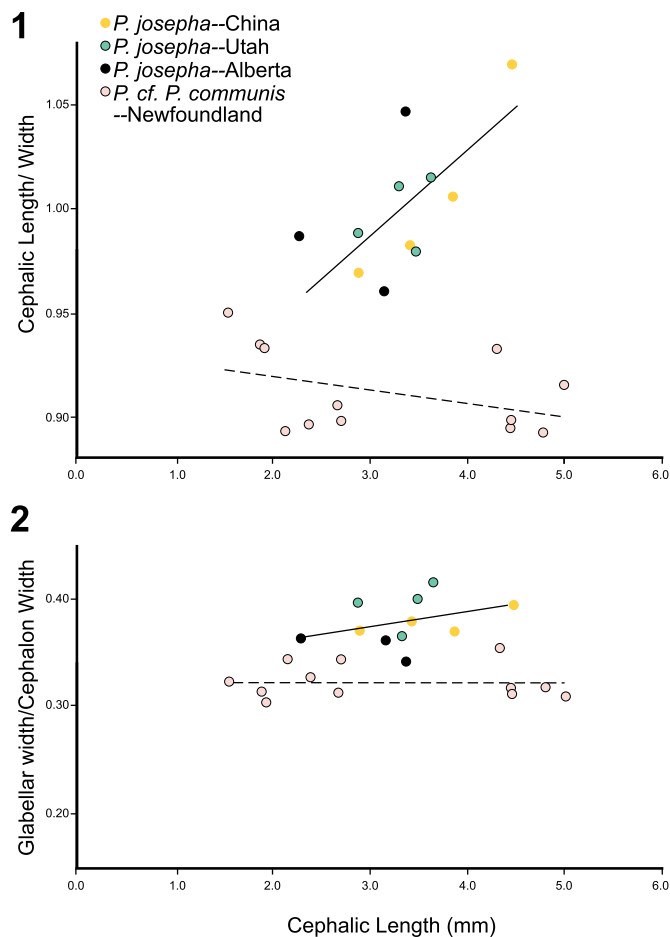 1
P. josepha--China
P. josepha--Utah
P. josepha--Alberta
P. cf. P. communis
--Newfoundland
Cephalic Length/ Width
1.05
1.00
0.95
0.90
0.0 1.0 2.0 3.0 4.0 5.0 6.0
2
Glabellar width/Cephalon Width
0.40
0.30
0.20
0.0 1.0 2.0 3.0 4.0 5.0 6.0
Cephalic Length (mm)